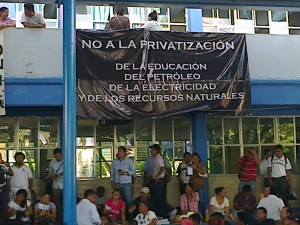 NO A LA PRIVATIZACIÓN
DE LA EDUCACIÓN
DEL PETRÓLEO
DE LA ELECTRICIDAD
Y DE LOS RECURSOS NATURALES